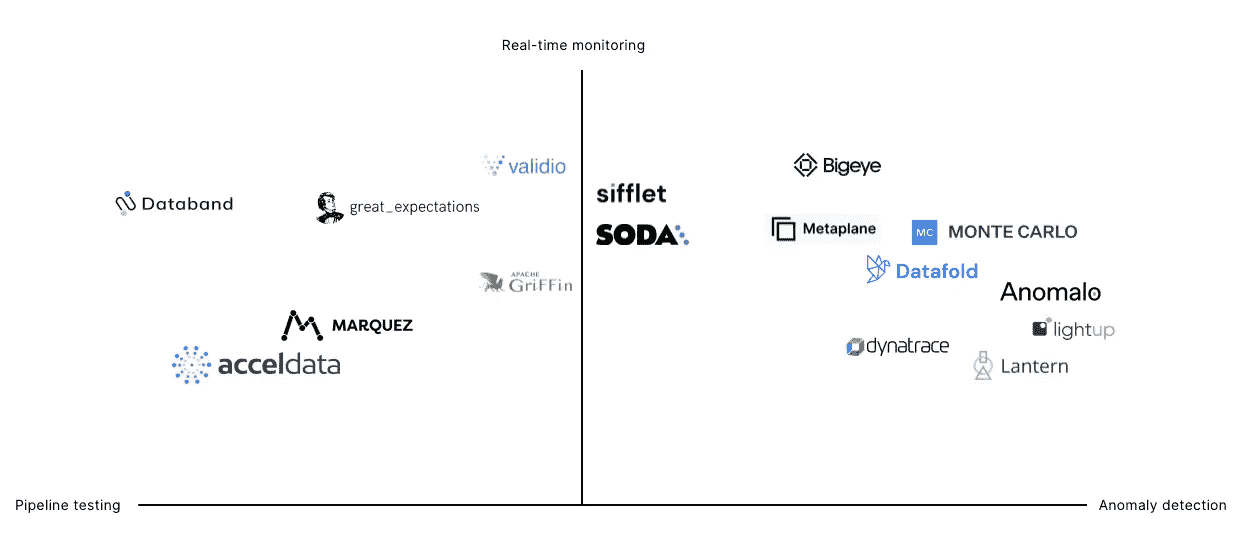 Real-time monitoring
validio
Bigeye
sifflet
Databand
great_expectations
SODA
Metaplane
MC MONTE CARLO
Datafold
APACHE
GriFFin
Anomalo
MARQUEZ
lightup
dynatrace
acceldata
Lantern
Pipeline testing
Anomaly detection